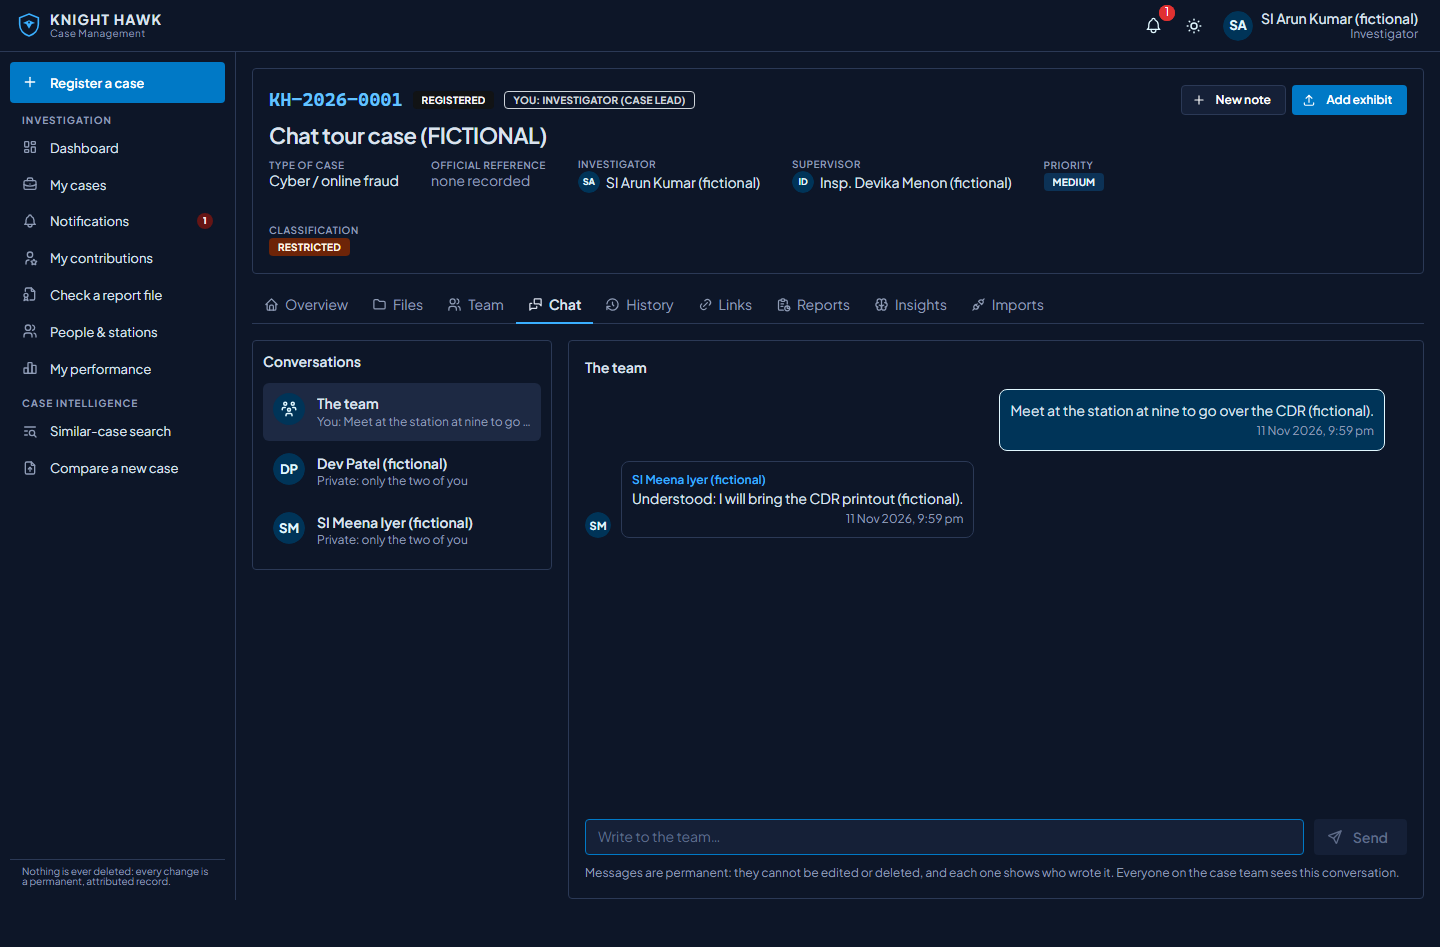 KNIGHT HAWK
Case Management
1
SA
SI Arun Kumar (fictional)
Investigator
Register a case
INVESTIGATION
Dashboard
My cases
Notifications
1
My contributions
Check a report file
People & stations
My performance
CASE INTELLIGENCE
Similar-case search
Compare a new case
Nothing is ever deleted: every change is
a permanent, attributed record.
KH-2026-0001 REGISTERED YOU: INVESTIGATOR (CASE LEAD)
New note
Add exhibit
Chat tour case (FICTIONAL)
TYPE OF CASE
Cyber / online fraud
OFFICIAL REFERENCE
none recorded
INVESTIGATOR
SA SI Arun Kumar (fictional)
SUPERVISOR
ID Insp. Devika Menon (fictional)
PRIORITY
MEDIUM
CLASSIFICATION
RESTRICTED
Overview Files Team Chat History Links Reports Insights Imports
Conversations
The team
You: Meet at the station at nine to go …
DP
Dev Patel (fictional)
Private: only the two of you
SM
SI Meena Iyer (fictional)
Private: only the two of you
The team
Meet at the station at nine to go over the CDR (fictional).
11 Nov 2026, 9:59 pm
SI Meena Iyer (fictional)
Understood: I will bring the CDR printout (fictional).
11 Nov 2026, 9:59 pm
SM
Write to the team…
Send
Messages are permanent: they cannot be edited or deleted, and each one shows who wrote it. Everyone on the case team sees this conversation.